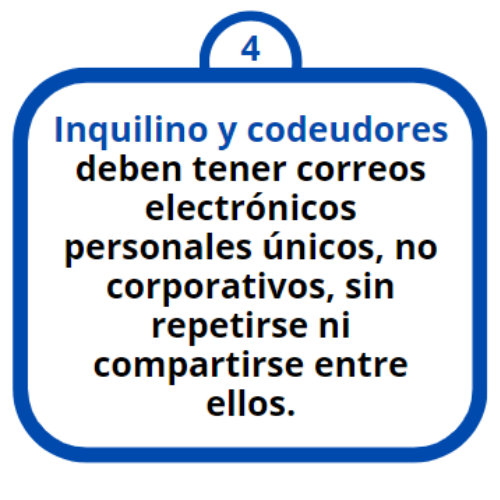 4
Inquilino y codeudores
deben tener correos
electrónicos
personales únicos, no
corporativos, sin
repetirse ni
compartirse entre
ellos.